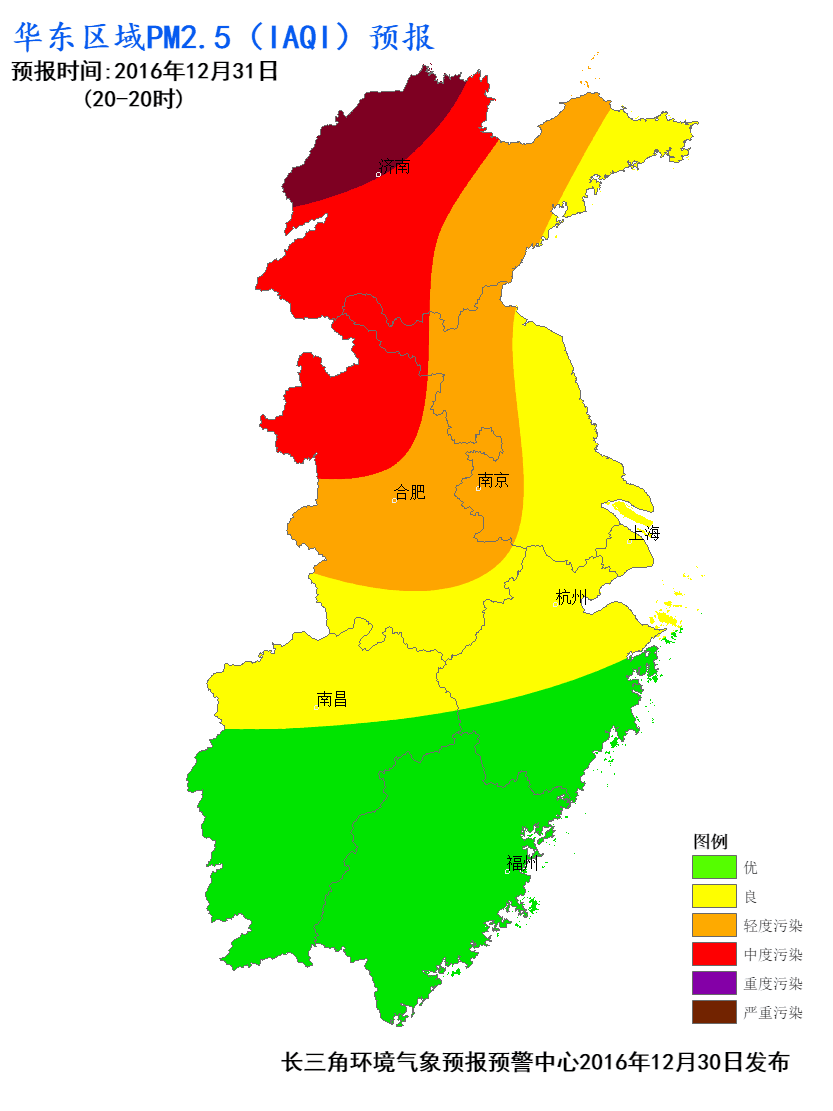 华东区域PM2.5（IAQI）预报
预报时间:2016年12月31日
(20-20时)
济南
南京
合肥
上海
杭州
南昌
福州
图例
优
良
轻度污染
中度污染
重度污染
严重污染
长三角环境气象预报预警中心2016年12月30日发布